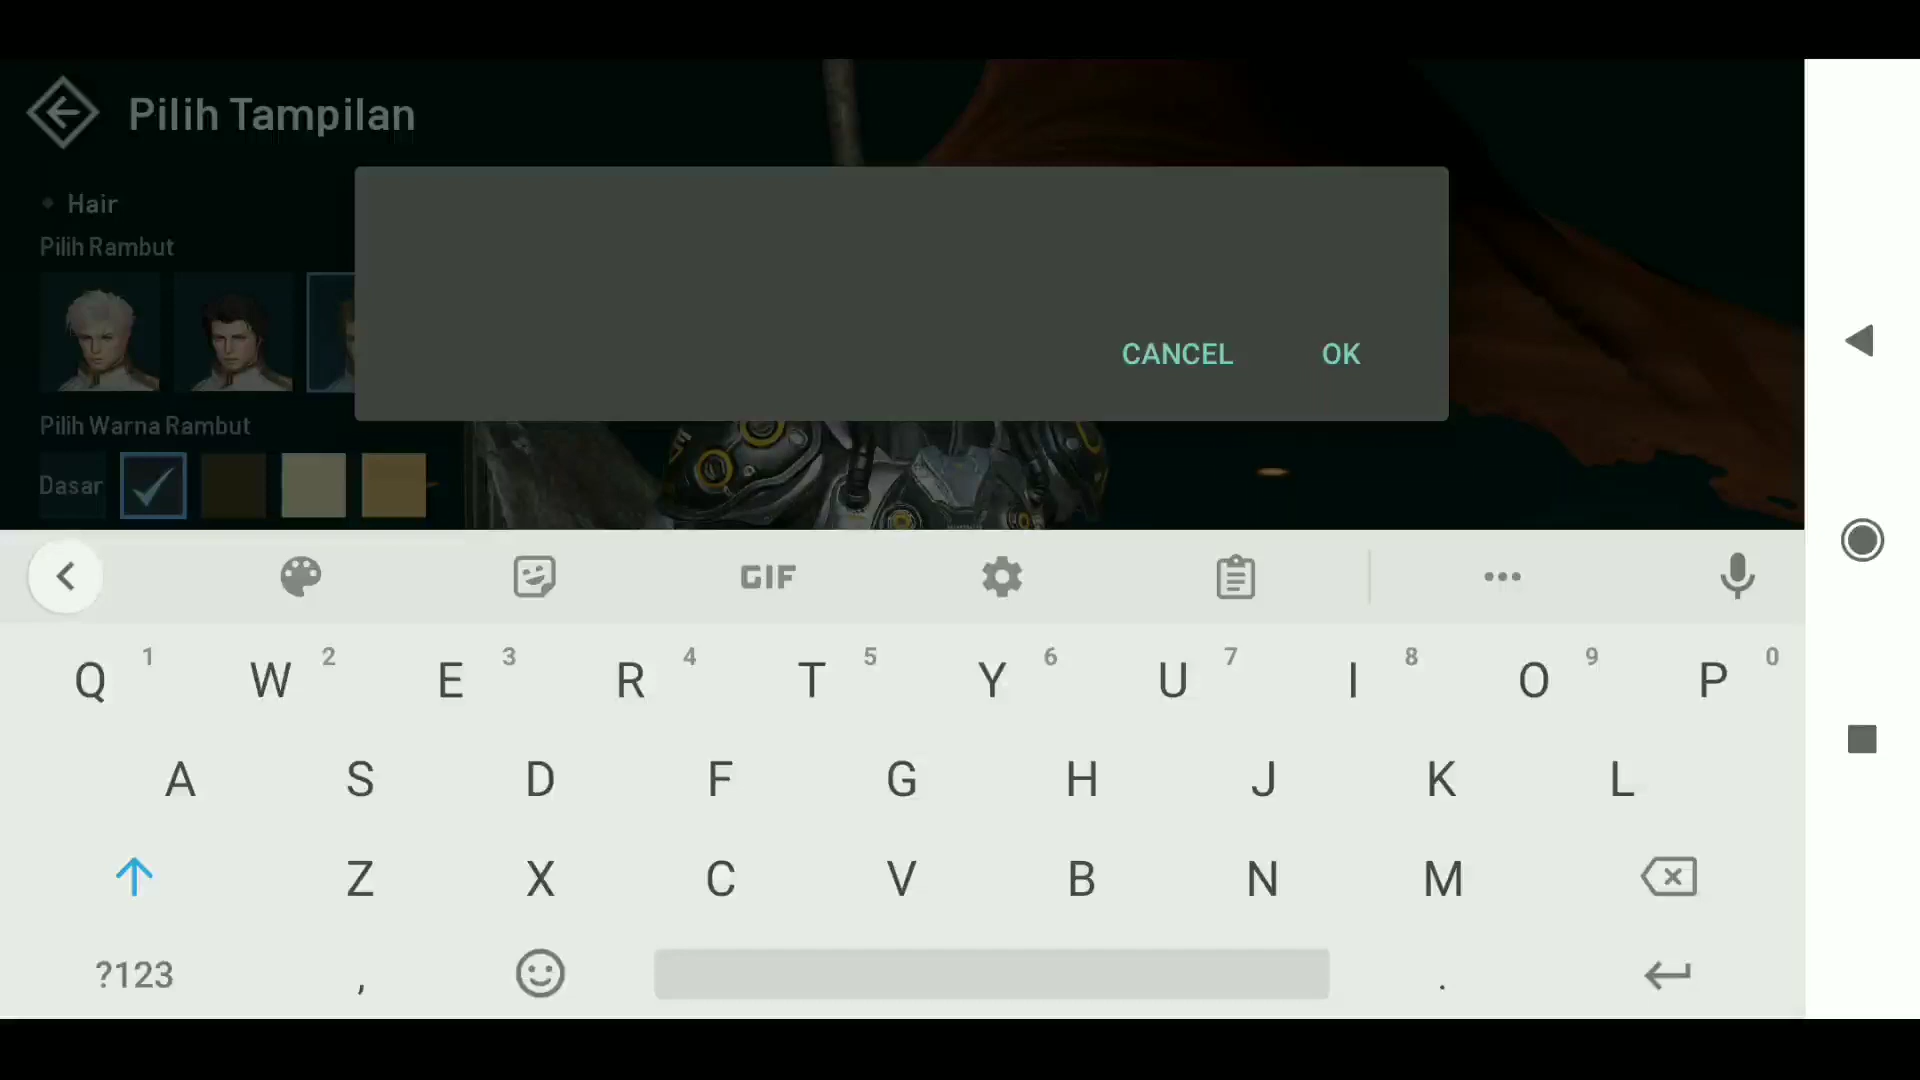 Pilih Tampilan
Hair
Pilih Rambut
CANCEL OK
Pilih Warna Rambut
Dasar
GIF
Q 1 W 2 E 3 R 4 T 5 Y 6 U 7 I 8 O 9 P 0
A S D F G H J K L
Z X C V B N M
?123 , .